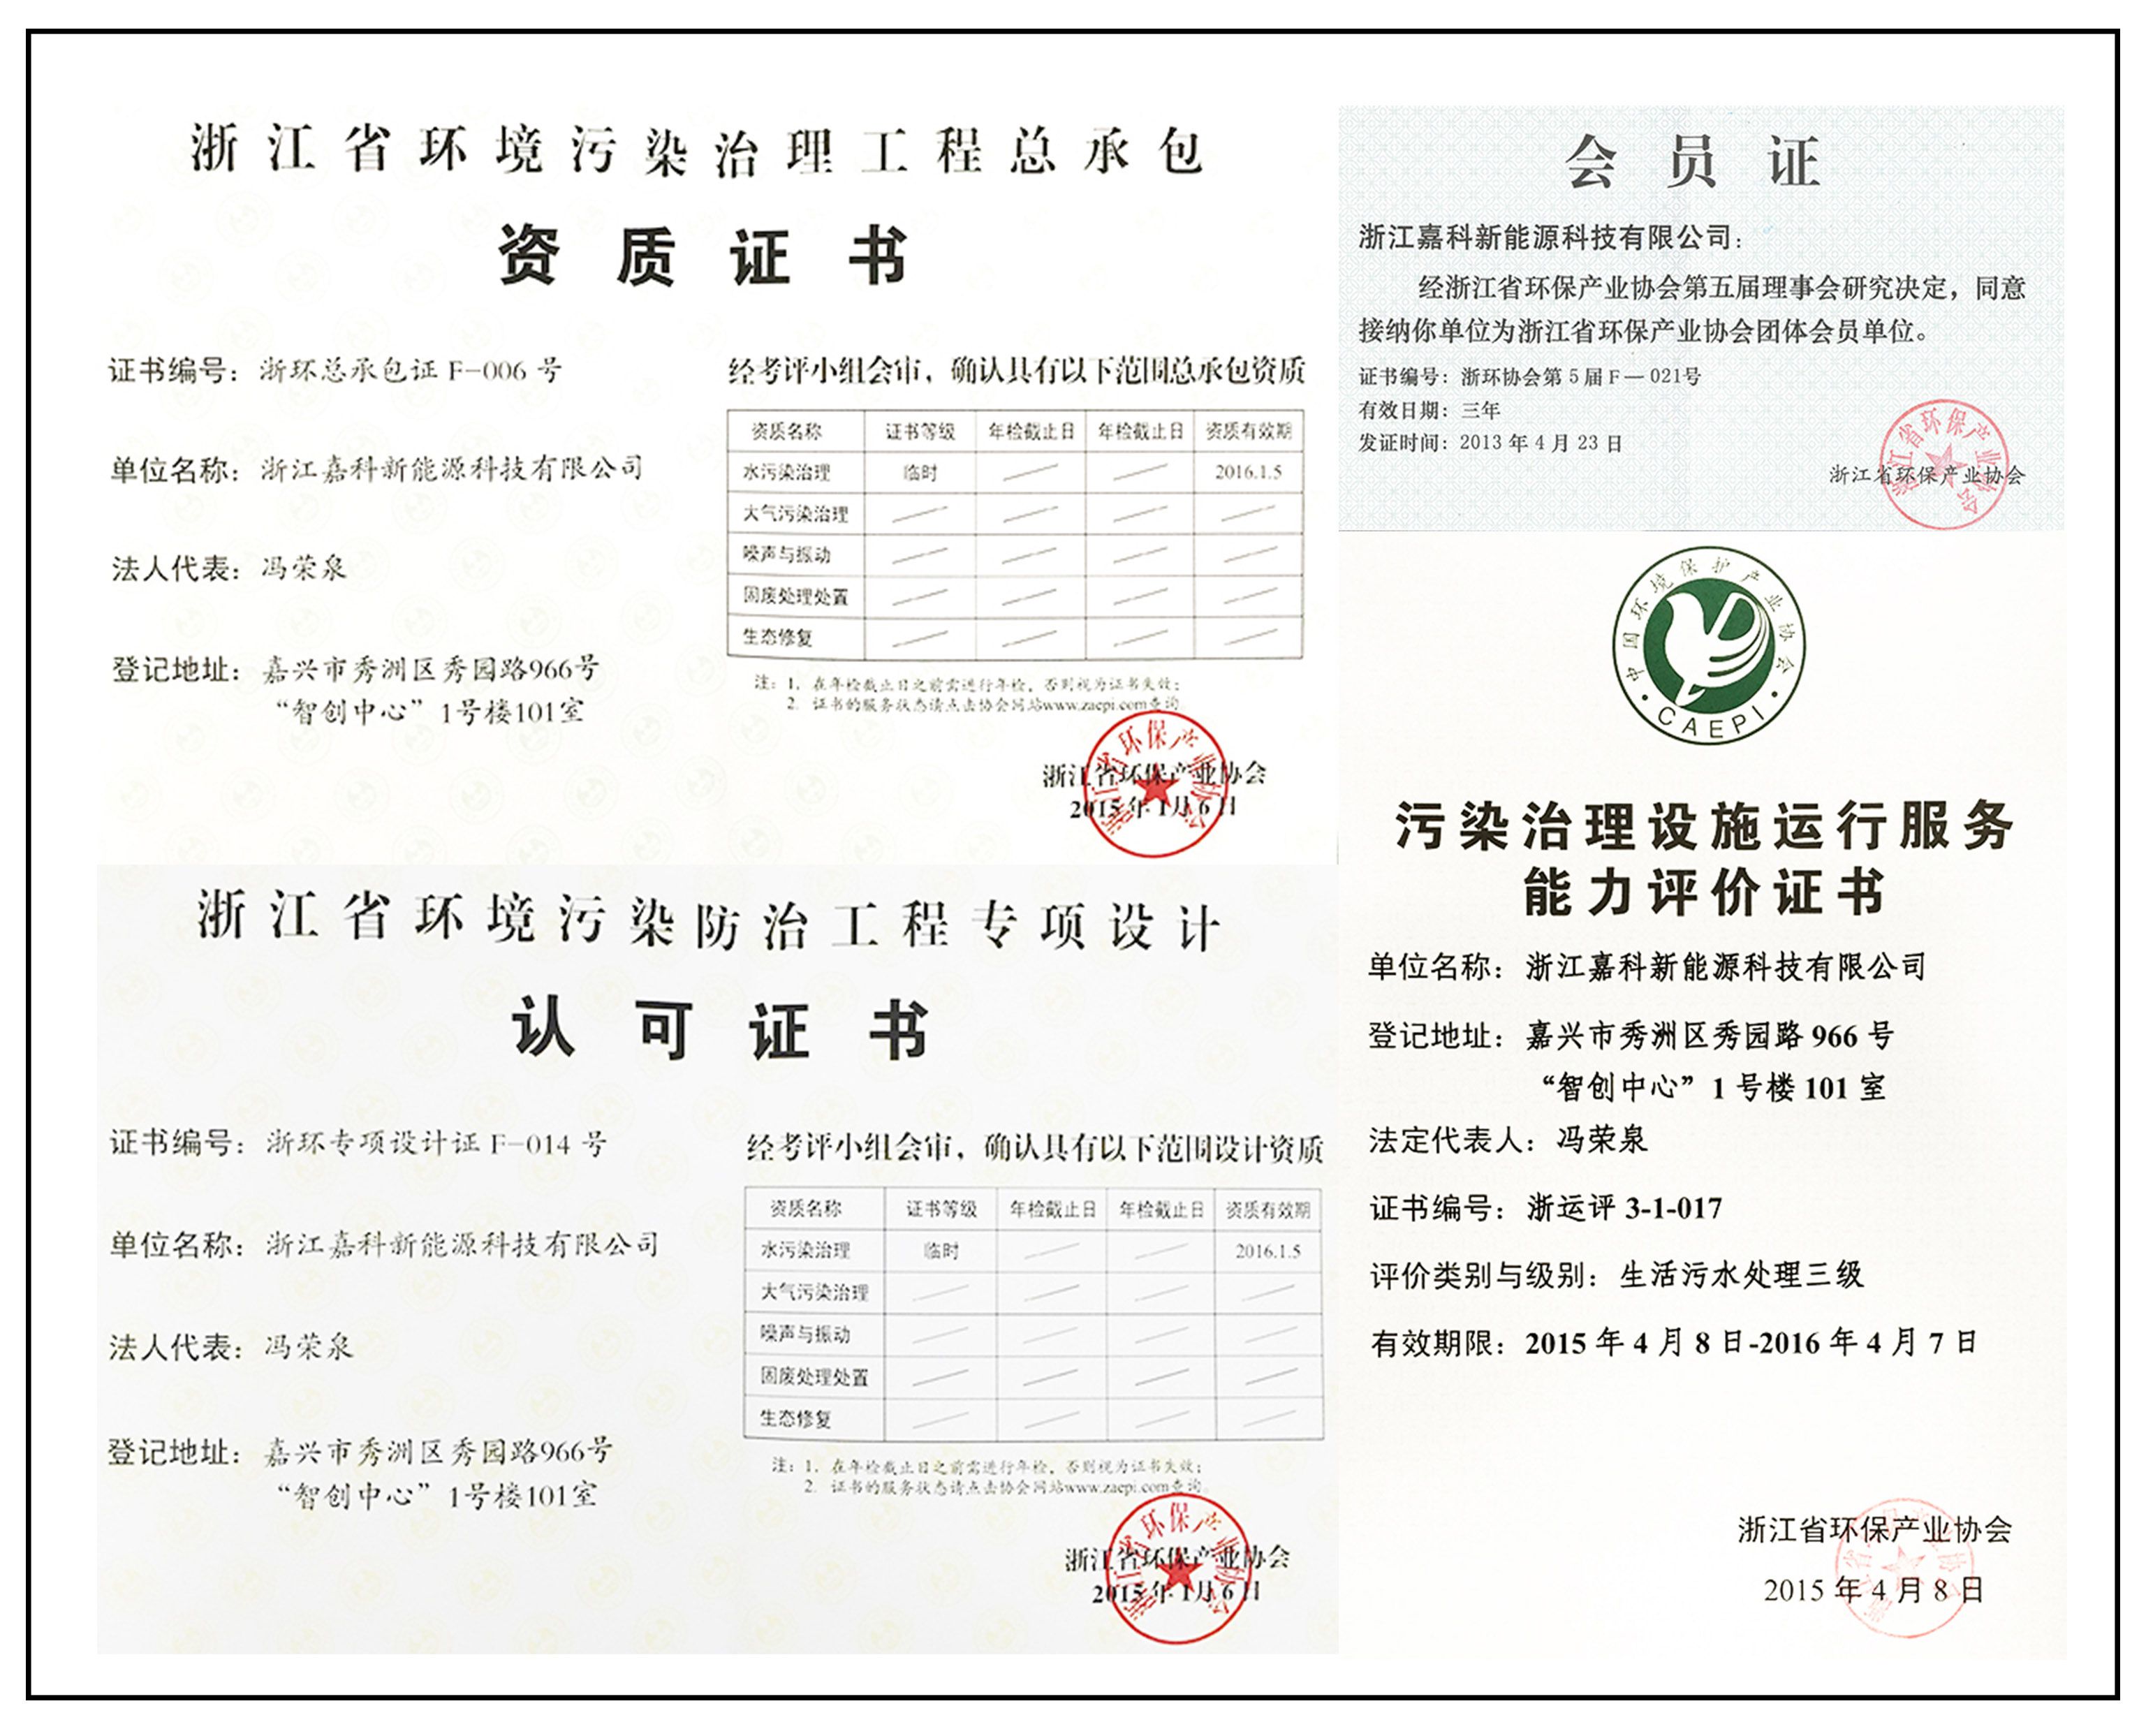 浙江省环境污染治理工程总承包
资质证书
证书编号：浙环总承包证 F-006 号
单位名称：浙江嘉科新能源科技有限公司
法人代表：冯荣泉
登记地址：嘉兴市秀洲区秀园路966号
“智创中心”1号楼101室
经考评小组会审，确认具有以下范围总承包资质
资质名称 证书等级 年检截止日 年检截止日 资质有效期
水污染治理 临时 2016.1.5
大气污染治理
噪声与振动
固废处理处置
生态修复
注：1. 在年检截止日之前需进行年检，否则视为证书失效；
2. 证书的服务状态请点击协会网站www.zaepi.com查询
浙江省环保产业协会
2015年1月6日
浙江省环保产业协会
浙江省环境污染防治工程专项设计
认可证书
证书编号：浙环专项设计证 F-014 号
单位名称：浙江嘉科新能源科技有限公司
法人代表：冯荣泉
登记地址：嘉兴市秀洲区秀园路966号
“智创中心”1号楼101室
经考评小组会审，确认具有以下范围设计资质
资质名称 证书等级 年检截止日 年检截止日 资质有效期
水污染治理 临时 2016.1.5
大气污染治理
噪声与振动
固废处理处置
生态修复
注：1. 在年检截止日之前需进行年检，否则视为证书失效；
2. 证书的服务状态请点击协会网站www.zaepi.com查询。
浙江省环保产业协会
2015年1月6日
浙江省环保产业协会
会员证
浙江嘉科新能源科技有限公司：
经浙江省环保产业协会第五届理事会研究决定，同意
接纳你单位为浙江省环保产业协会团体会员单位。
证书编号：浙环协会第 5 届 F— 021号
有效日期：三年
发证时间：2013 年 4 月 23 日
浙江省环保产业协会
浙江省环保产业协会
中国环境保护产业协会
CAEPI
污染治理设施运行服务
能力评价证书
单位名称：浙江嘉科新能源科技有限公司
登记地址：嘉兴市秀洲区秀园路 966 号
“智创中心” 1 号楼 101 室
法定代表人：冯荣泉
证书编号：浙运评 3-1-017
评价类别与级别：生活污水处理三级
有效期限：2015 年 4 月 8 日-2016 年 4 月 7 日
浙江省环保产业协会
2015 年 4 月 8 日